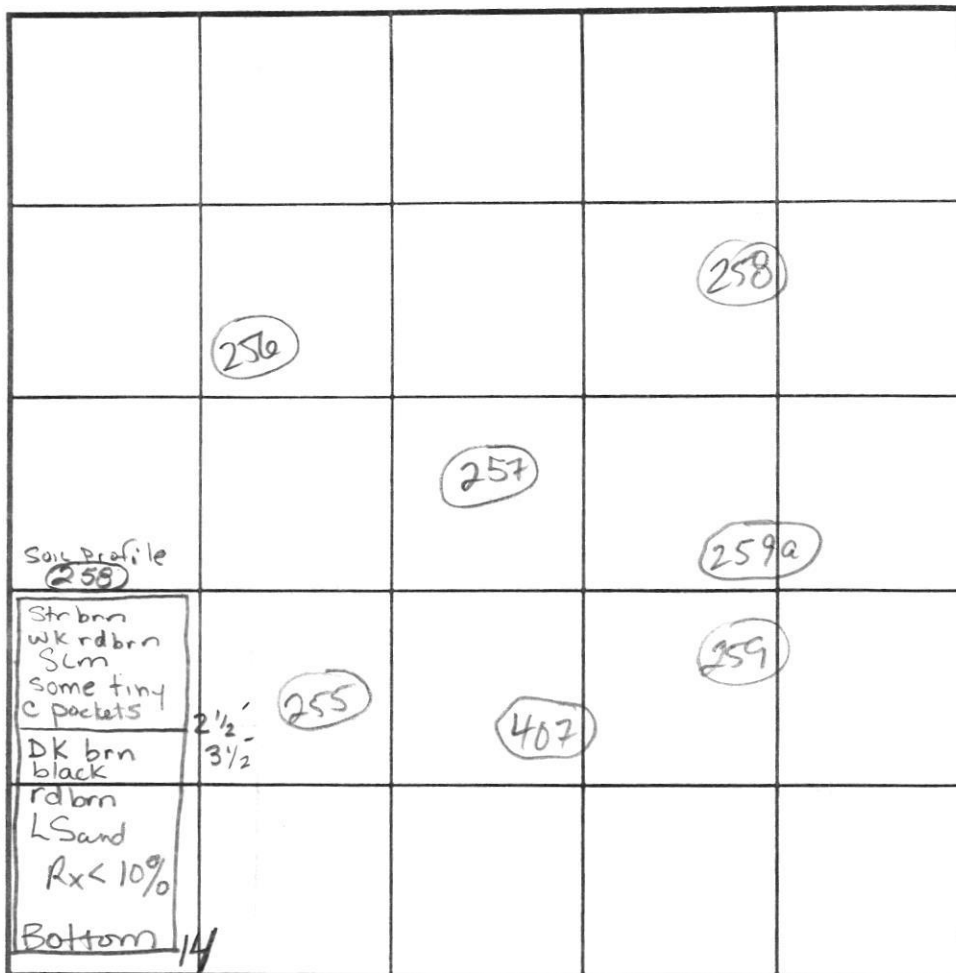 258
256
257
259a
259
255
407
Soil Profile
258
Str brn
wk rdbrn
SLm
some tiny
C pockets
2½'
DK brn
black
3½-
rdbrn
LSand
Rx < 10%
Bottom 14